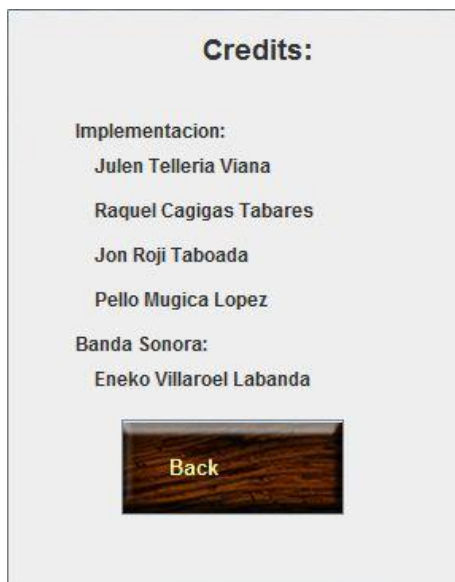 Credits:
Implementacion:
Julen Telleria Viana
Raquel Cagigas Tabares
Jon Roji Taboada
Pello Mugica Lopez
Banda Sonora:
Eneko Villaroel Labanda
Back